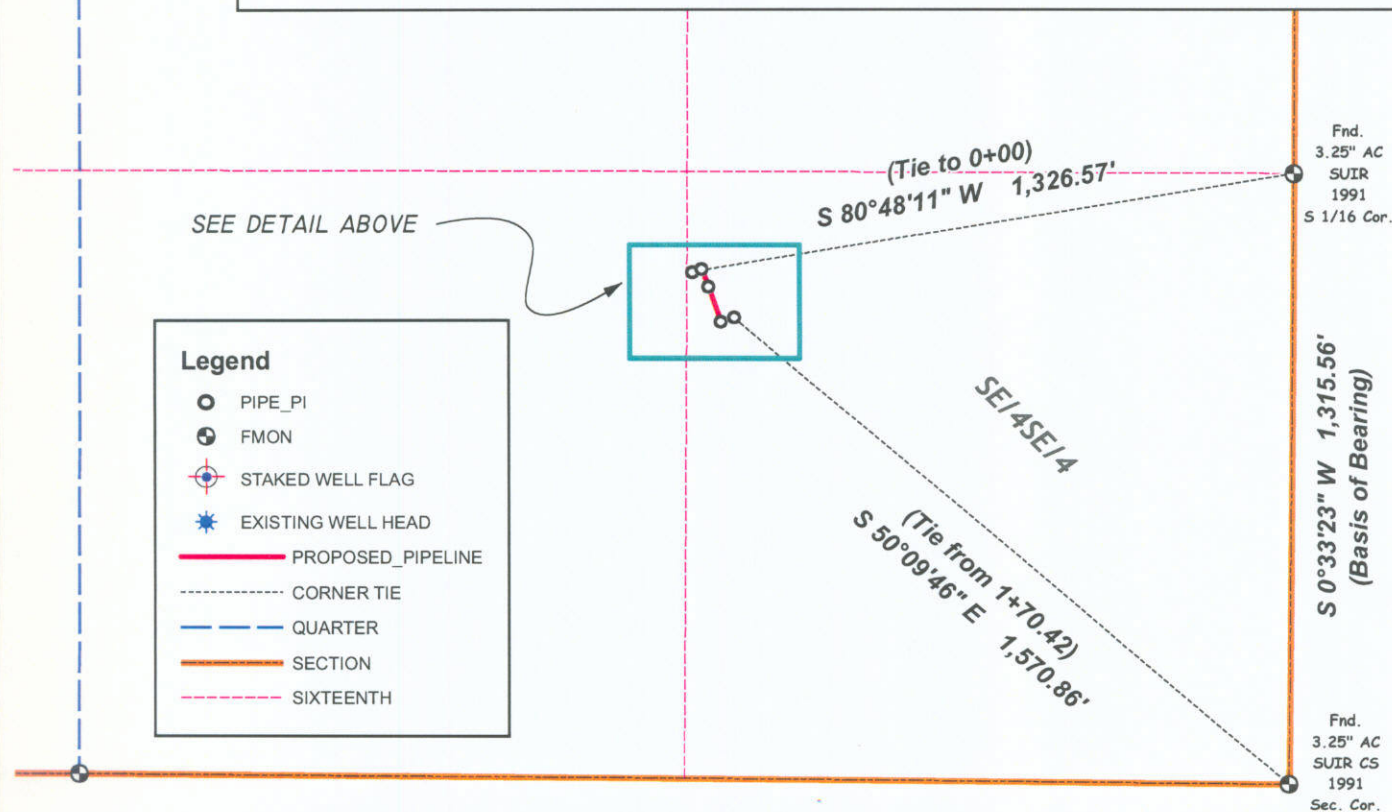 Fnd.
3.25" AC
SUIR
1991
S 1/16 Cor.
(Tie to 0+00)
S 80°48'11" W 1,326.57'
SEE DETAIL ABOVE
Legend
PIPE_PI
FMON
STAKED WELL FLAG
EXISTING WELL HEAD
PROPOSED_PIPELINE
CORNER TIE
QUARTER
SECTION
SIXTEENTH
SE/4SE/4
S 0°33'23" W 1,315.56'
(Basis of Bearing)
(Tie from 1+70.42)
S 50°09'46" E 1,570.86'
Fnd.
3.25" AC
SUIR CS
1991
Sec. Cor.